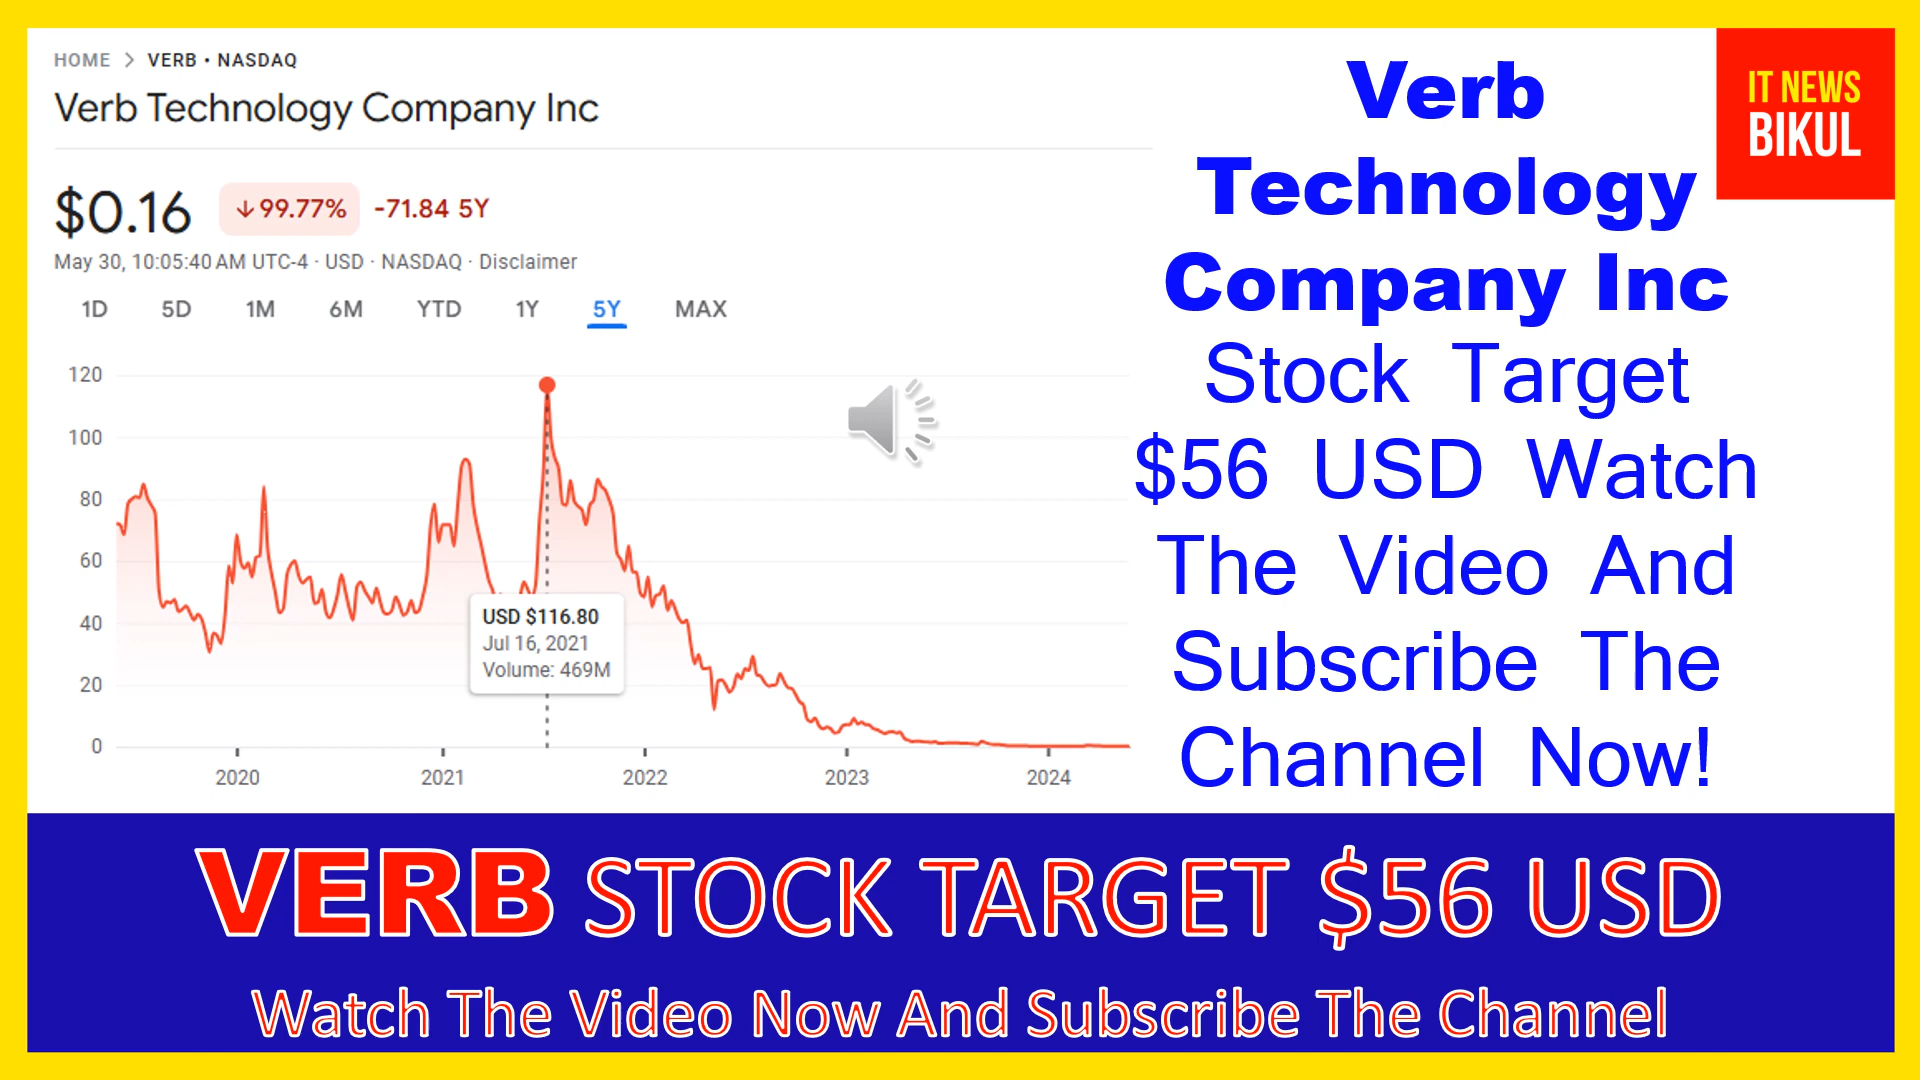 HOME > VERB • NASDAQ
Verb Technology Company Inc
$0.16 ↓99.77% -71.84 5Y
May 30, 10:05:40 AM UTC-4 · USD · NASDAQ · Disclaimer
1D 5D 1M 6M YTD 1Y 5Y MAX
120
100
80
60
40
20
0
USD $116.80
Jul 16, 2021
Volume: 469M
2020 2021 2022 2023 2024
Verb
Technology
Company Inc
Stock Target
$56 USD Watch
The Video And
Subscribe The
Channel Now!
IT NEWS
BIKUL
VERB STOCK TARGET $56 USD
Watch The Video Now And Subscribe The Channel